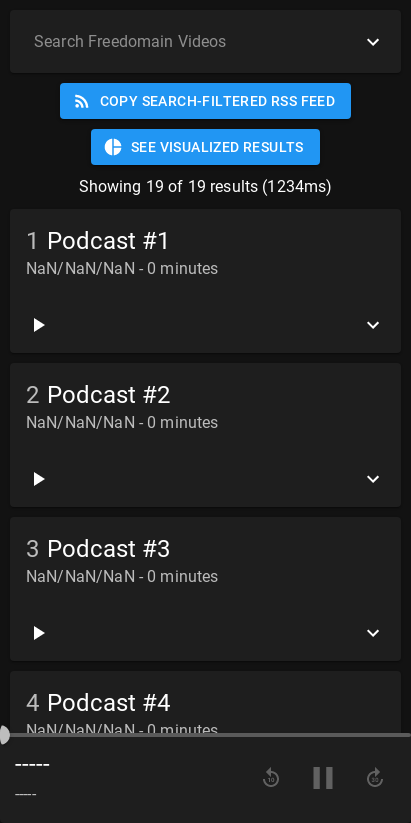 Search Freedomain Videos
COPY SEARCH-FILTERED RSS FEED
SEE VISUALIZED RESULTS
Showing 19 of 19 results (1234ms)
1 Podcast #1
NaN/NaN/NaN - 0 minutes
2 Podcast #2
NaN/NaN/NaN - 0 minutes
3 Podcast #3
NaN/NaN/NaN - 0 minutes
4 Podcast #4
NaN/NaN/NaN - 0 minutes
-----
-----
10
30